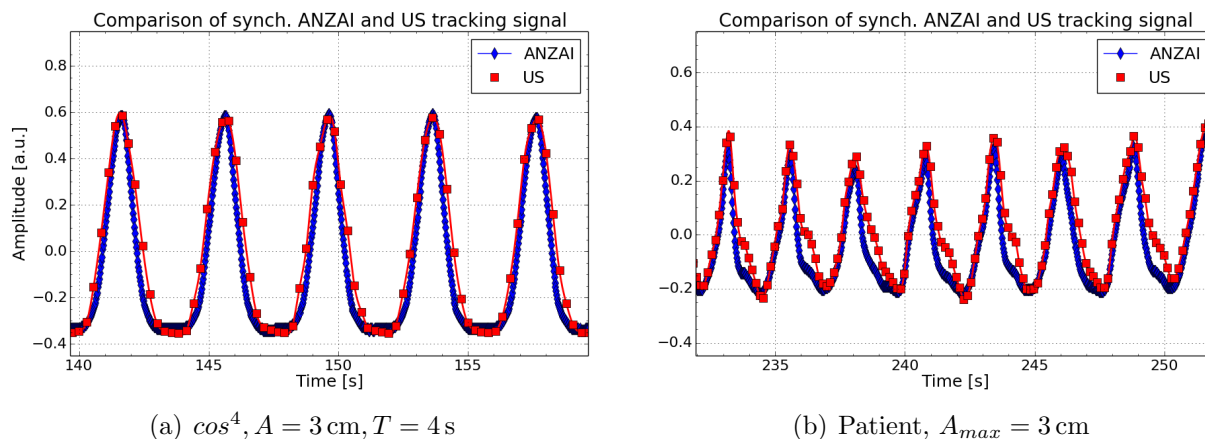 Comparison of synch. ANZAI and US tracking signal
Amplitude [a.u.]
0.8
0.6
0.4
0.2
0.0
−0.2
−0.4
ANZAI
US
140
145
150
155
Time [s]
(a) cos⁴, A = 3 cm, T = 4 s
Comparison of synch. ANZAI and US tracking signal
0.6
0.4
0.2
0.0
−0.2
−0.4
ANZAI
US
235
240
245
250
Time [s]
(b) Patient, Aₘₐₓ = 3 cm